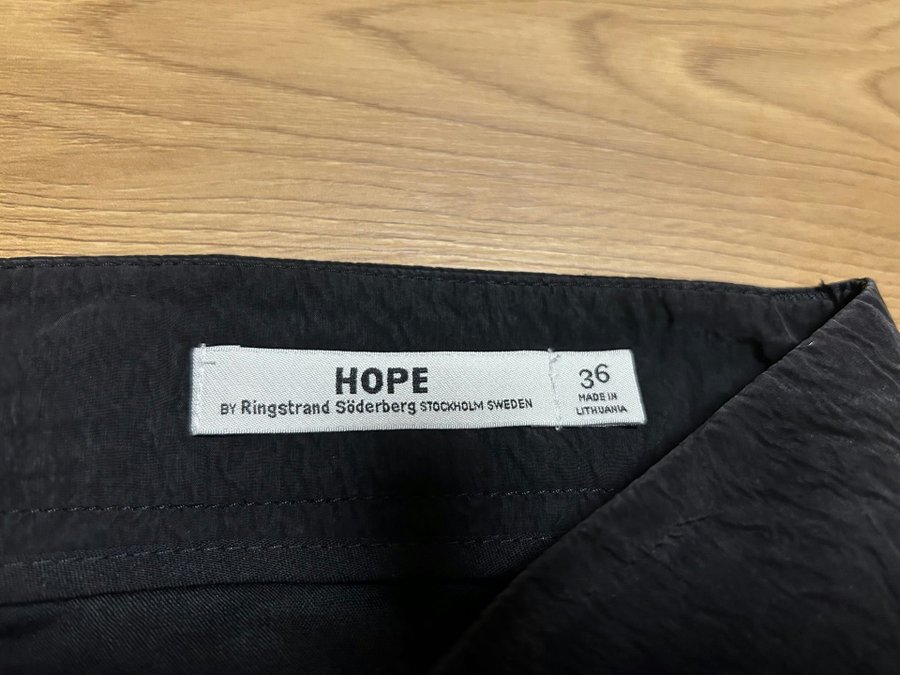 HOPE
BY Ringstrand Söderberg STOCKHOLM SWEDEN
36
MADE IN
LITHUANIA